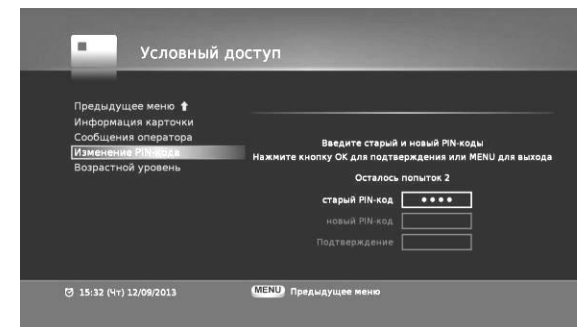 Условный доступ
Предыдущее меню ⬆
Информация карточки
Сообщения оператора
Изменение PIN-кода
Возрастной уровень
Введите старый и новый PIN-коды
Нажмите кнопку OK для подтверждения или MENU для выхода
Осталось попыток 2
старый PIN-код
новый PIN-код
Подтверждение
15:32 (Чт) 12/09/2013
MENU Предыдущее меню